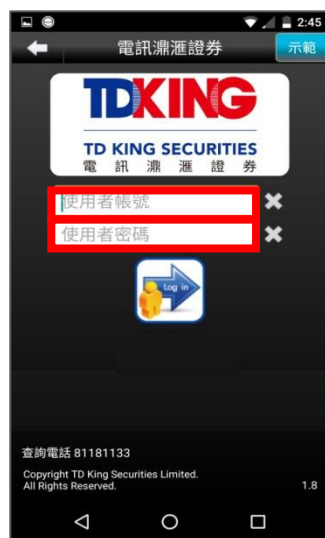 2:45
電訊鼎滙證券
示範
TDKING
TD KING SECURITIES
電訊鼎滙證券
使用者帳號
使用者密碼
Log in
查詢電話 81181133
Copyright TD King Securities Limited.
All Rights Reserved.
1.8